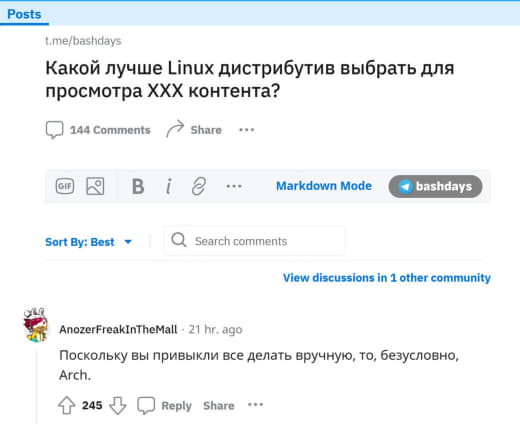 Posts
t.me/bashdays
Какой лучше Linux дистрибутив выбрать для
просмотра XXX контента?
144 Comments Share
GIF B i Markdown Mode bashdays
Sort By: Best Search comments
View discussions in 1 other community
AnozerFreakInTheMall · 21 hr. ago
Поскольку вы привыкли все делать вручную, то, безусловно,
Arch.
245 Reply Share